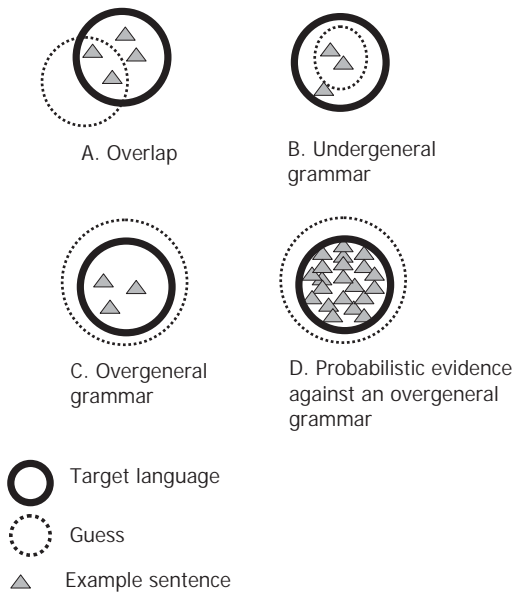 A. Overlap
B. Undergeneral
grammar
C. Overgeneral
grammar
D. Probabilistic evidence
against an overgeneral
grammar
Target language
Guess
Example sentence